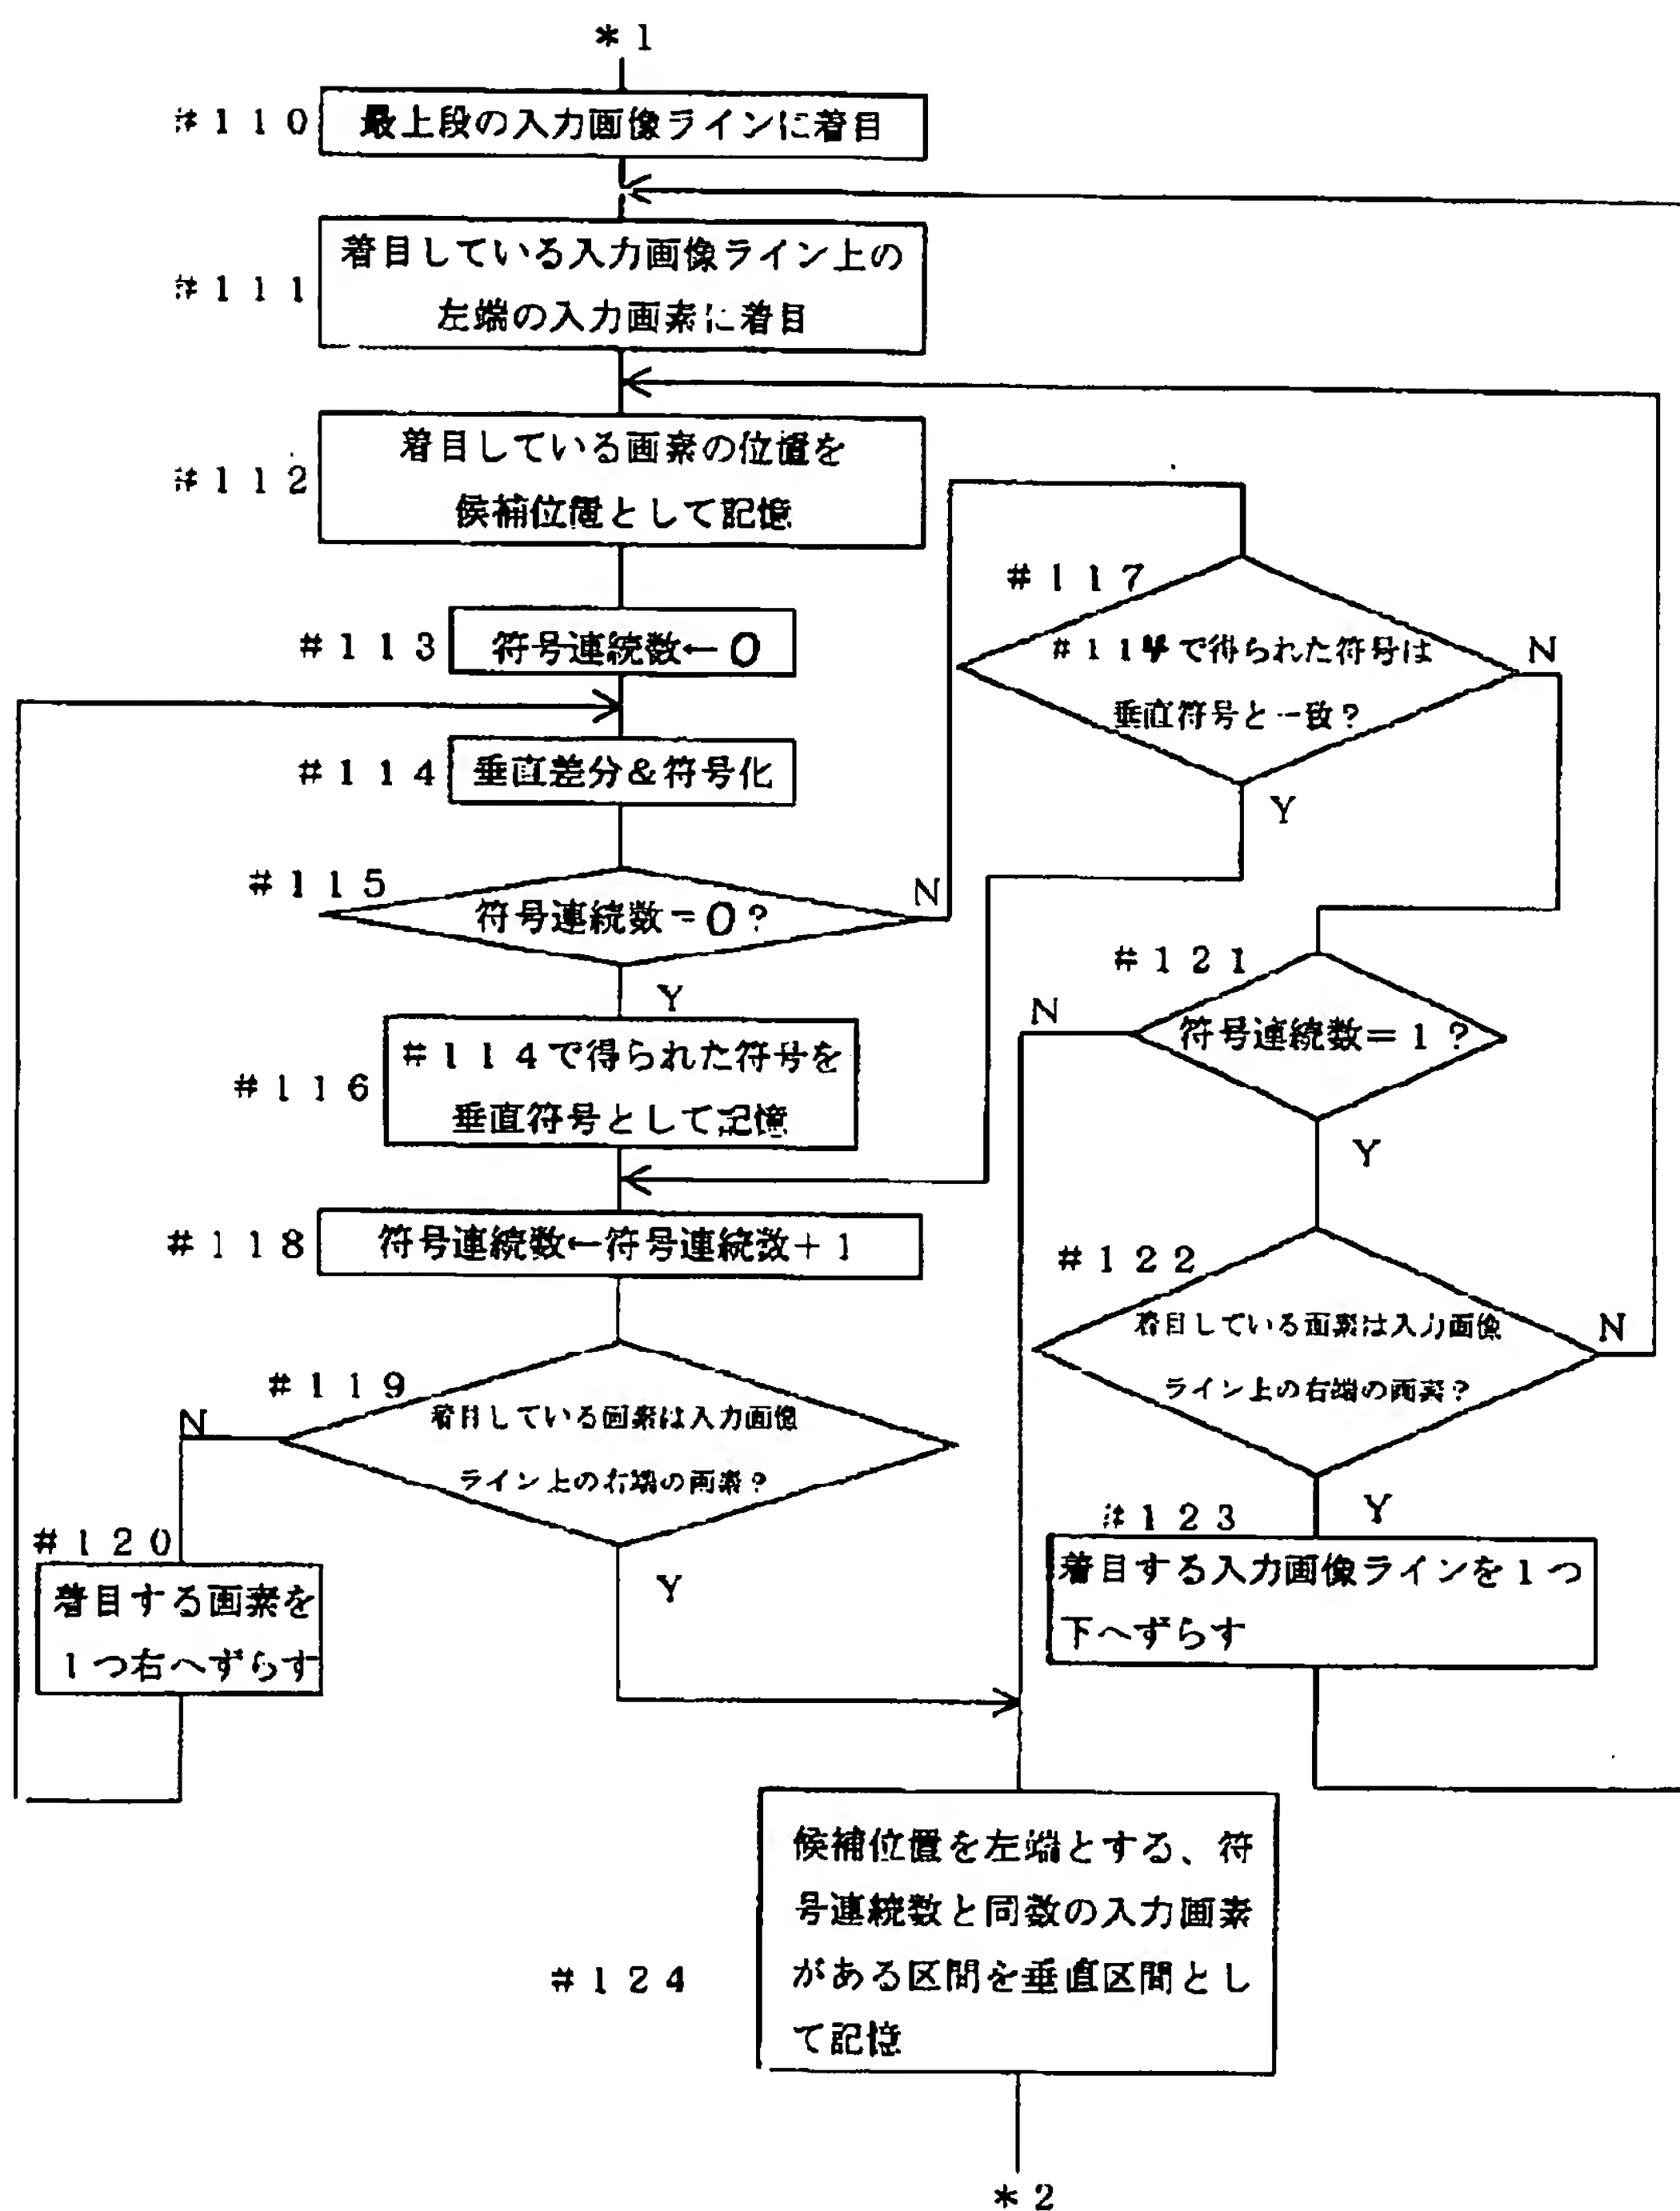 *1
#110
最上段の入力画像ラインに着目
#111
着目している入力画像ライン上の
左端の入力画素に着目
#112
着目している画素の位置を
候補位置として記憶
#113
符号連続数←0
#114
垂直差分&符号化
#115
符号連続数=0?
N
Y
#116
#114で得られた符号を
垂直符号として記憶
#117
#114で得られた符号は
垂直符号と一致?
N
Y
#118
符号連続数←符号連続数+1
#119
着目している画素は入力画像
ライン上の右端の画素?
N
Y
#120
着目する画素を
1つ右へずらす
#121
符号連続数=1?
N
Y
#122
着目している画素は入力画像
ライン上の右端の画素?
N
Y
#123
着目する入力画像ラインを1つ
下へずらす
#124
候補位置を左端とする、符
号連続数と同数の入力画素
がある区間を垂直区間とし
て記憶
*2